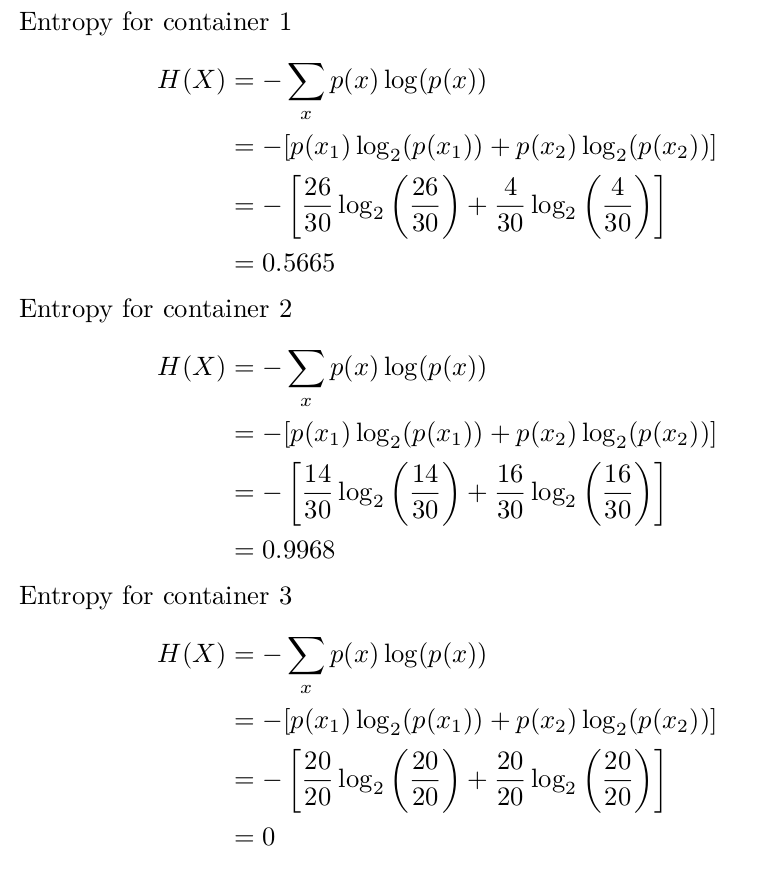 Entropy for container 1
H(X) = − ∑ₓ p(x) log(p(x))
= −[p(x₁) log₂(p(x₁)) + p(x₂) log₂(p(x₂))]
= − [26/30 log₂ (26/30) + 4/30 log₂ (4/30)]
= 0.5665
Entropy for container 2
H(X) = − ∑ₓ p(x) log(p(x))
= −[p(x₁) log₂(p(x₁)) + p(x₂) log₂(p(x₂))]
= − [14/30 log₂ (14/30) + 16/30 log₂ (16/30)]
= 0.9968
Entropy for container 3
H(X) = − ∑ₓ p(x) log(p(x))
= −[p(x₁) log₂(p(x₁)) + p(x₂) log₂(p(x₂))]
= − [20/20 log₂ (20/20) + 20/20 log₂ (20/20)]
= 0